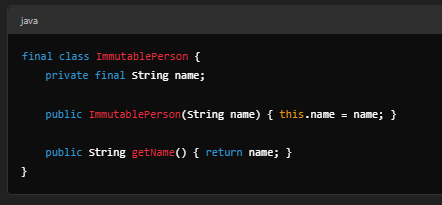 java
final class ImmutablePerson {
    private final String name;
    public ImmutablePerson(String name) { this.name = name; }
    public String getName() { return name; }
}